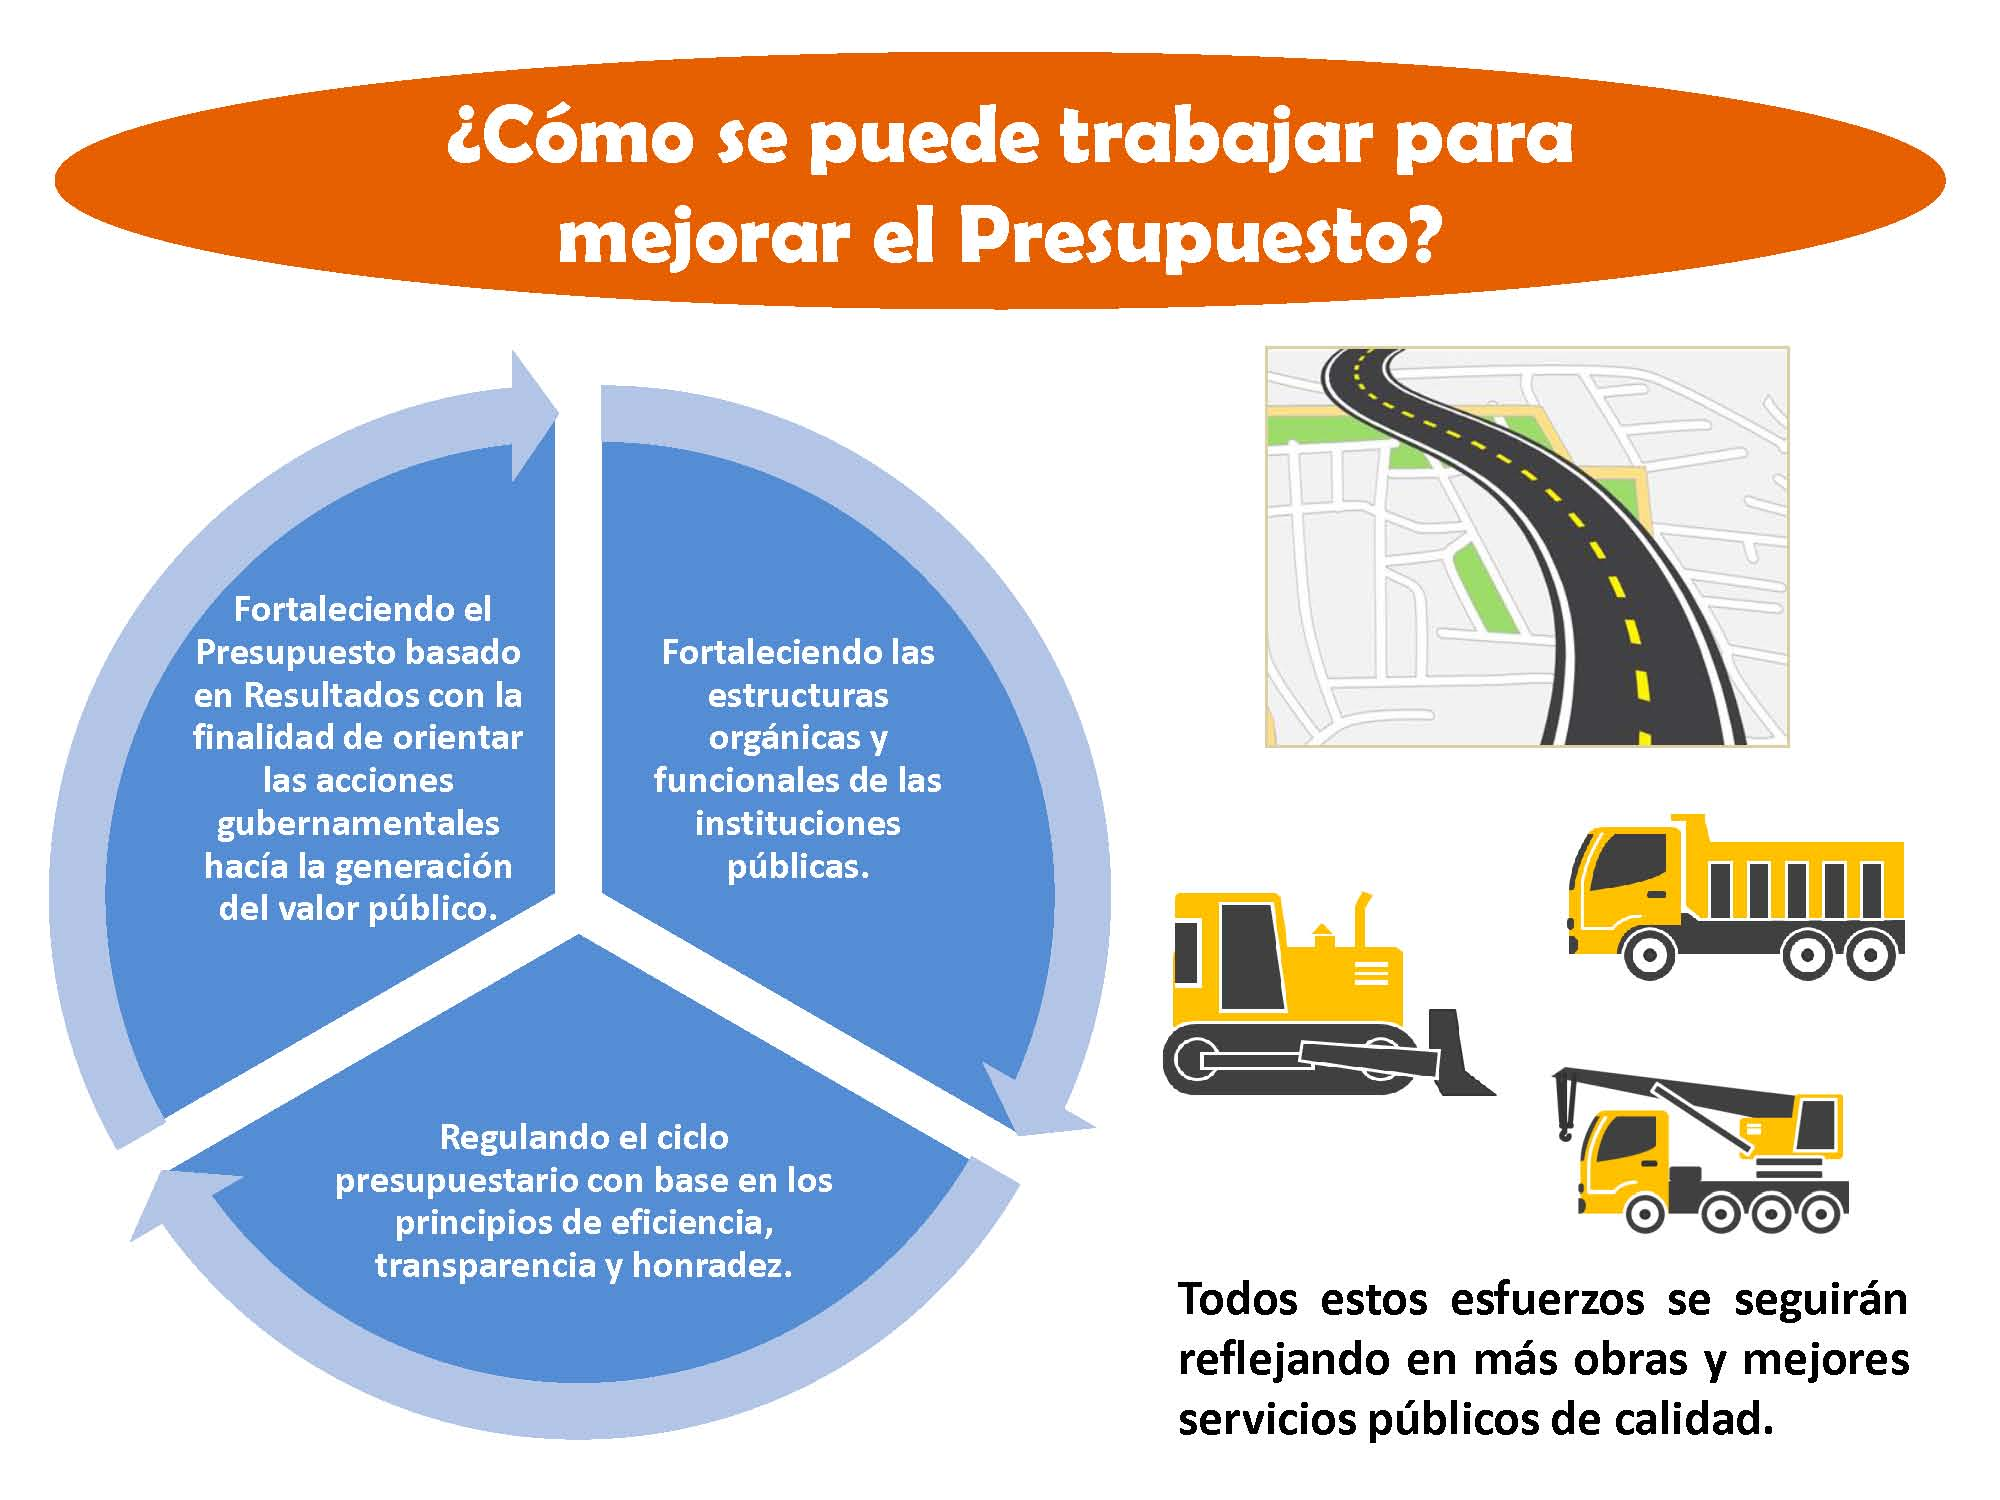 ¿Cómo se puede trabajar para
mejorar el Presupuesto?
Fortaleciendo el
Presupuesto basado
en Resultados con la
finalidad de orientar
las acciones
gubernamentales
hacía la generación
del valor público.
Fortaleciendo las
estructuras
orgánicas y
funcionales de las
instituciones
públicas.
Regulando el ciclo
presupuestario con base en los
principios de eficiencia,
transparencia y honradez.
Todos estos esfuerzos se seguirán
reflejando en más obras y mejores
servicios públicos de calidad.